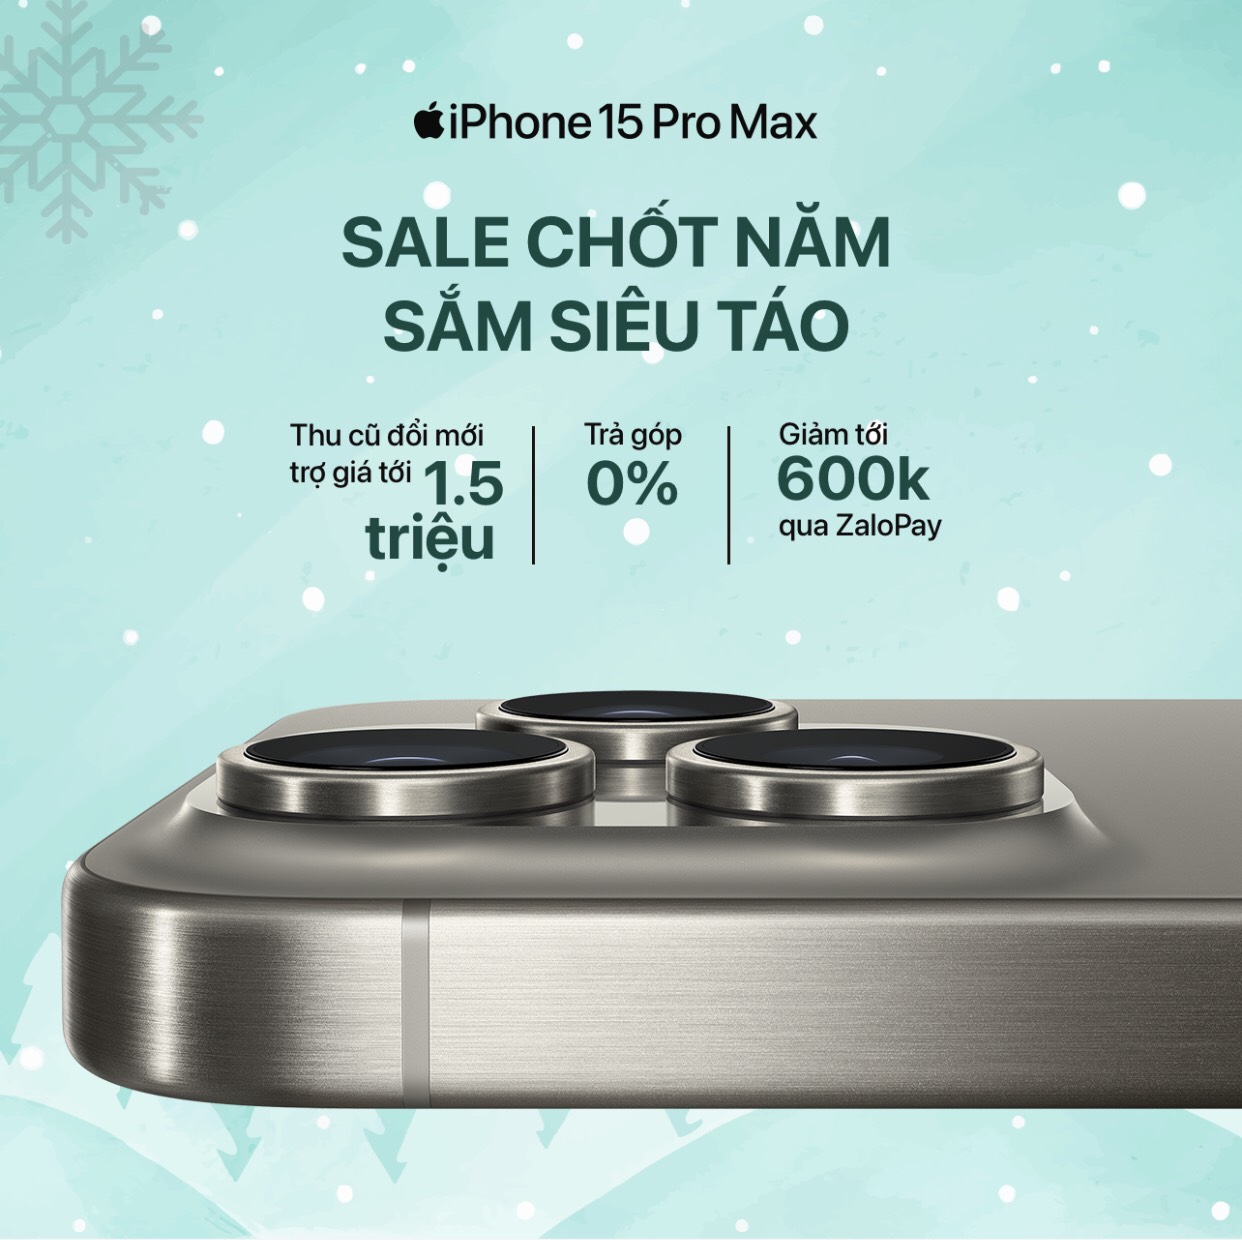 iPhone 15 Pro Max
SALE CHỐT NĂM
SẮM SIÊU TÁO
Thu cũ đổi mới
trợ giá tới 1.5
triệu
Trả góp
0%
Giảm tới
600k
qua ZaloPay